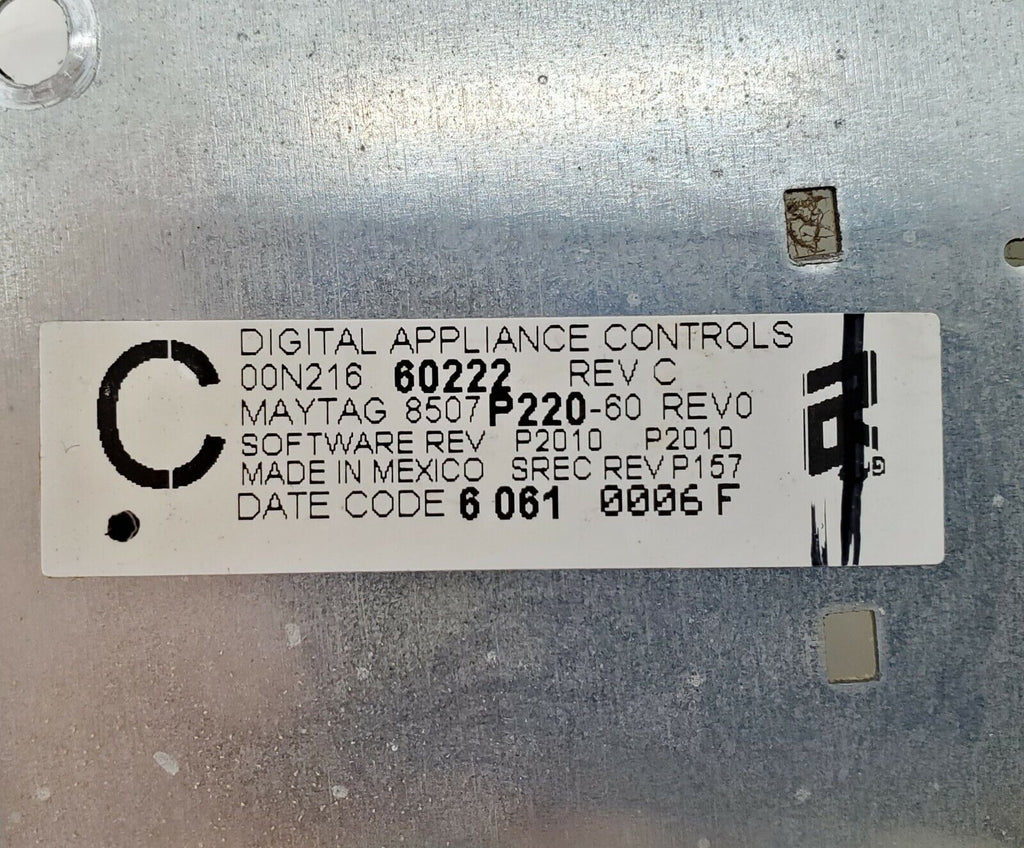 C
DIGITAL APPLIANCE CONTROLS
00N216 60222 REV C
MAYTAG 8507P220-60 REV0
SOFTWARE REV P2010 P2010
MADE IN MEXICO SREC REV P157
DATE CODE 6 061 0006 F